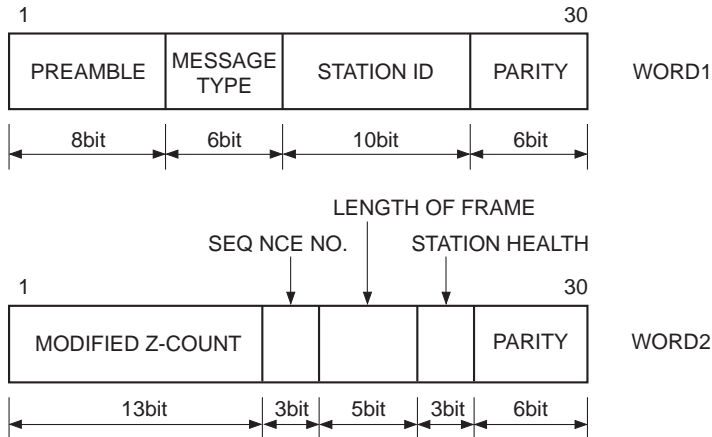 1 30
PREAMBLE MESSAGE TYPE STATION ID PARITY WORD1
8bit 6bit 10bit 6bit
LENGTH OF FRAME
SEQ NCE NO. STATION HEALTH
1 30
MODIFIED Z-COUNT PARITY WORD2
13bit 3bit 5bit 3bit 6bit